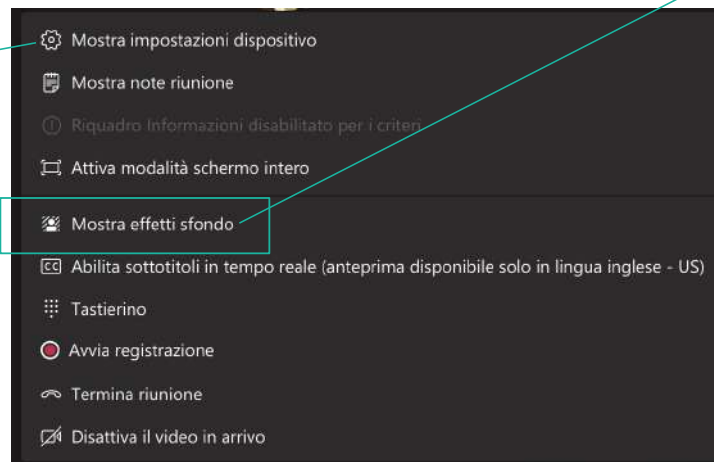 Mostra impostazioni dispositivo
Mostra note riunione
Riquadro Informazioni disabilitato per i criteri
Attiva modalità schermo intero
Mostra effetti sfondo
CC Abilita sottotitoli in tempo reale (anteprima disponibile solo in lingua inglese - US)
Tastierino
Avvia registrazione
Termina riunione
Disattiva il video in arrivo